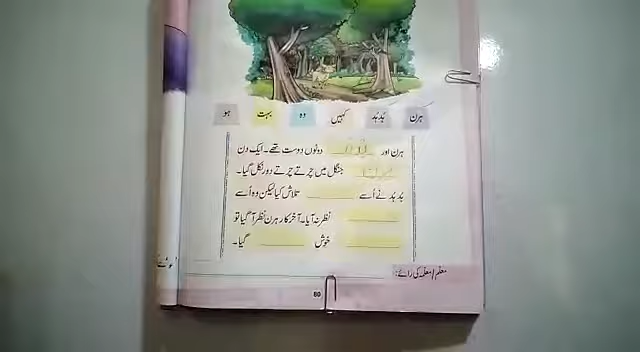 ہرن ہُدہُد کہیں وہ بہت ہو
ہرن اور دونوں دوست تھے۔ ایک دن
جنگل میں چرتے چرتے دور نکل گیا۔
ہُدہُد نے اُسے تلاش کیا لیکن وہ اُسے
نظر نہ آیا۔ آخر کار ہرن نظر آ گیا تو
خوش گیا۔
معلم/معلمہ کی رائے:
80